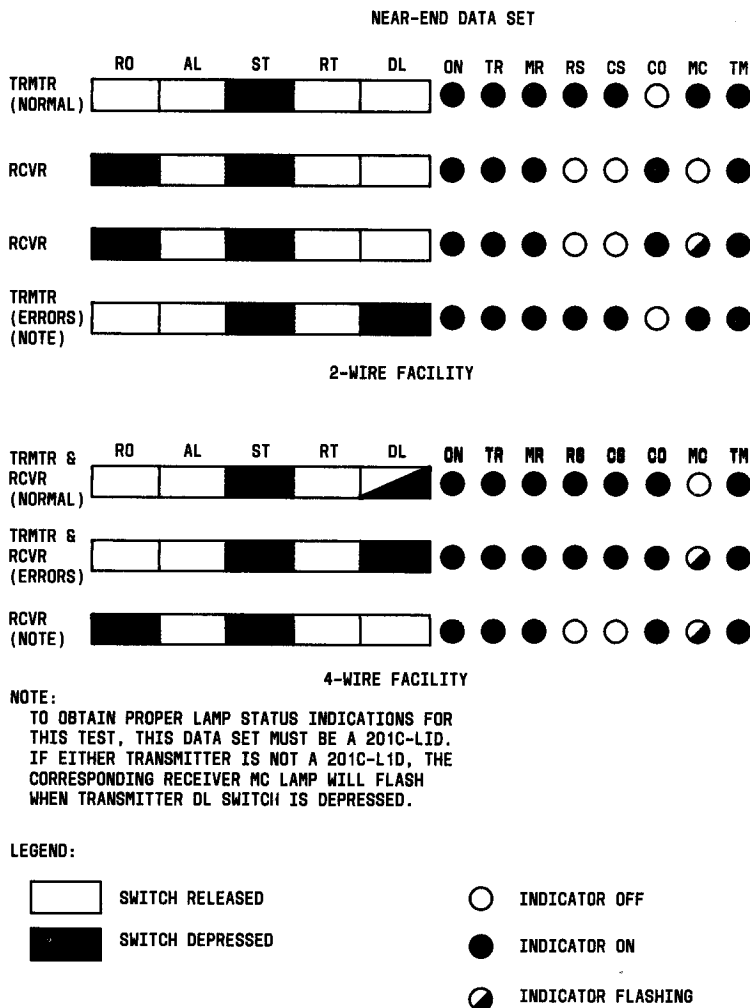 NEAR-END DATA SET
RO AL ST RT DL ON TR MR RS CS CO MC TM
TRMTR
(NORMAL)
RCVR
RCVR
TRMTR
(ERRORS)
(NOTE)
2-WIRE FACILITY
RO AL ST RT DL ON TR MR RS CS CO MC TM
TRMTR &
RCVR
(NORMAL)
TRMTR &
RCVR
(ERRORS)
RCVR
(NOTE)
4-WIRE FACILITY
NOTE:
TO OBTAIN PROPER LAMP STATUS INDICATIONS FOR
THIS TEST, THIS DATA SET MUST BE A 201C-LID.
IF EITHER TRANSMITTER IS NOT A 201C-L1D, THE
CORRESPONDING RECEIVER MC LAMP WILL FLASH
WHEN TRANSMITTER DL SWITCH IS DEPRESSED.
LEGEND:
SWITCH RELEASED
INDICATOR OFF
SWITCH DEPRESSED
INDICATOR ON
INDICATOR FLASHING